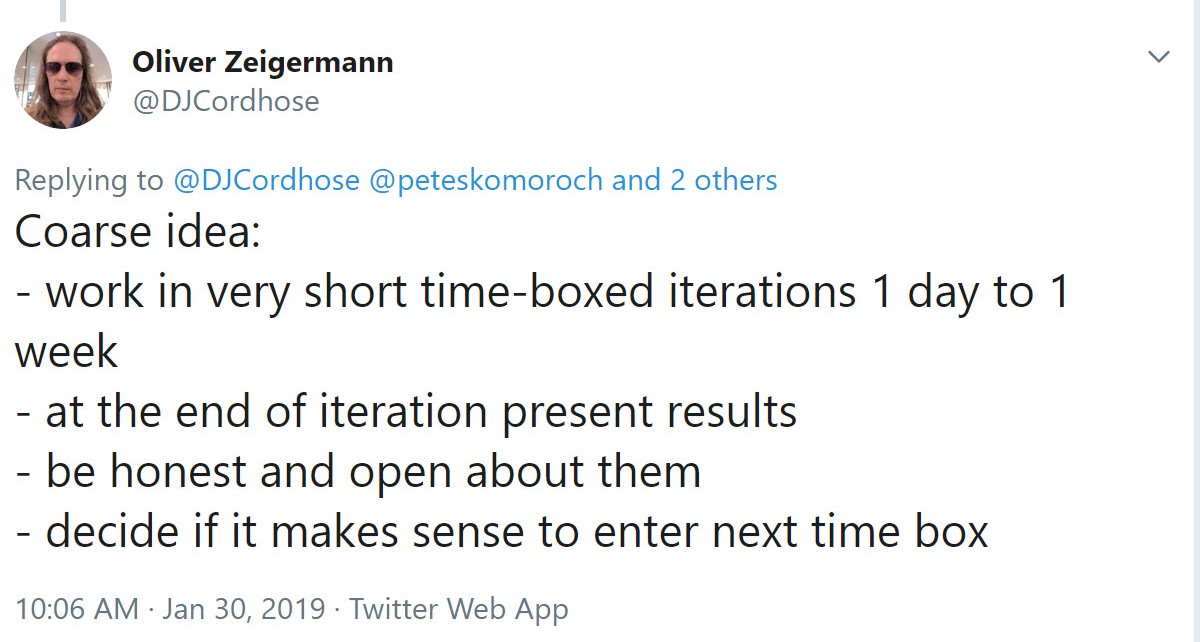 Oliver Zeigermann
@DJCordhose
Replying to @DJCordhose @peteskomoroch and 2 others
Coarse idea:
- work in very short time-boxed iterations 1 day to 1
week
- at the end of iteration present results
- be honest and open about them
- decide if it makes sense to enter next time box
10:06 AM · Jan 30, 2019 · Twitter Web App